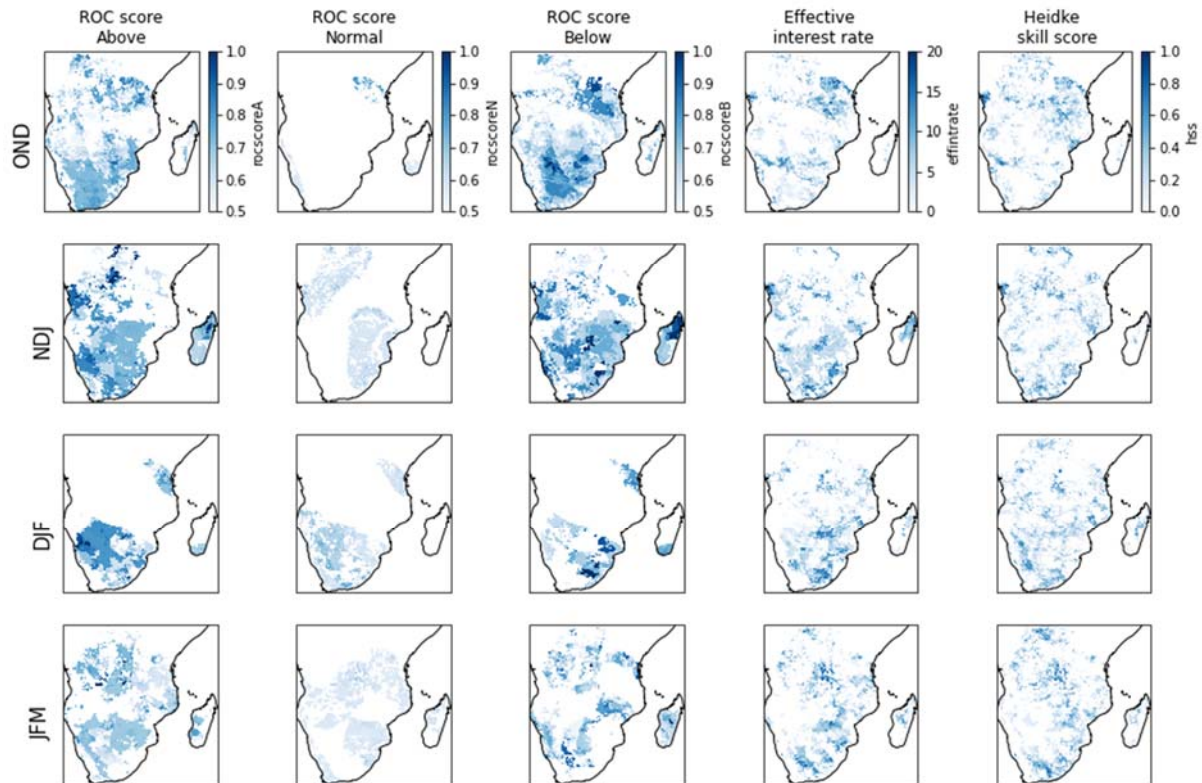 ROC score
Above
ROC score
Normal
ROC score
Below
Effective
interest rate
Heidke
skill score
OND
1.0
0.9
0.8
0.7
0.6
0.5
rocscoreA
1.0
0.9
0.8
0.7
0.6
0.5
rocscoreN
1.0
0.9
0.8
0.7
0.6
0.5
rocscoreB
20
15
10
5
0
effintrate
1.0
0.8
0.6
0.4
0.2
0.0
hss
NDJ
DJF
JFM